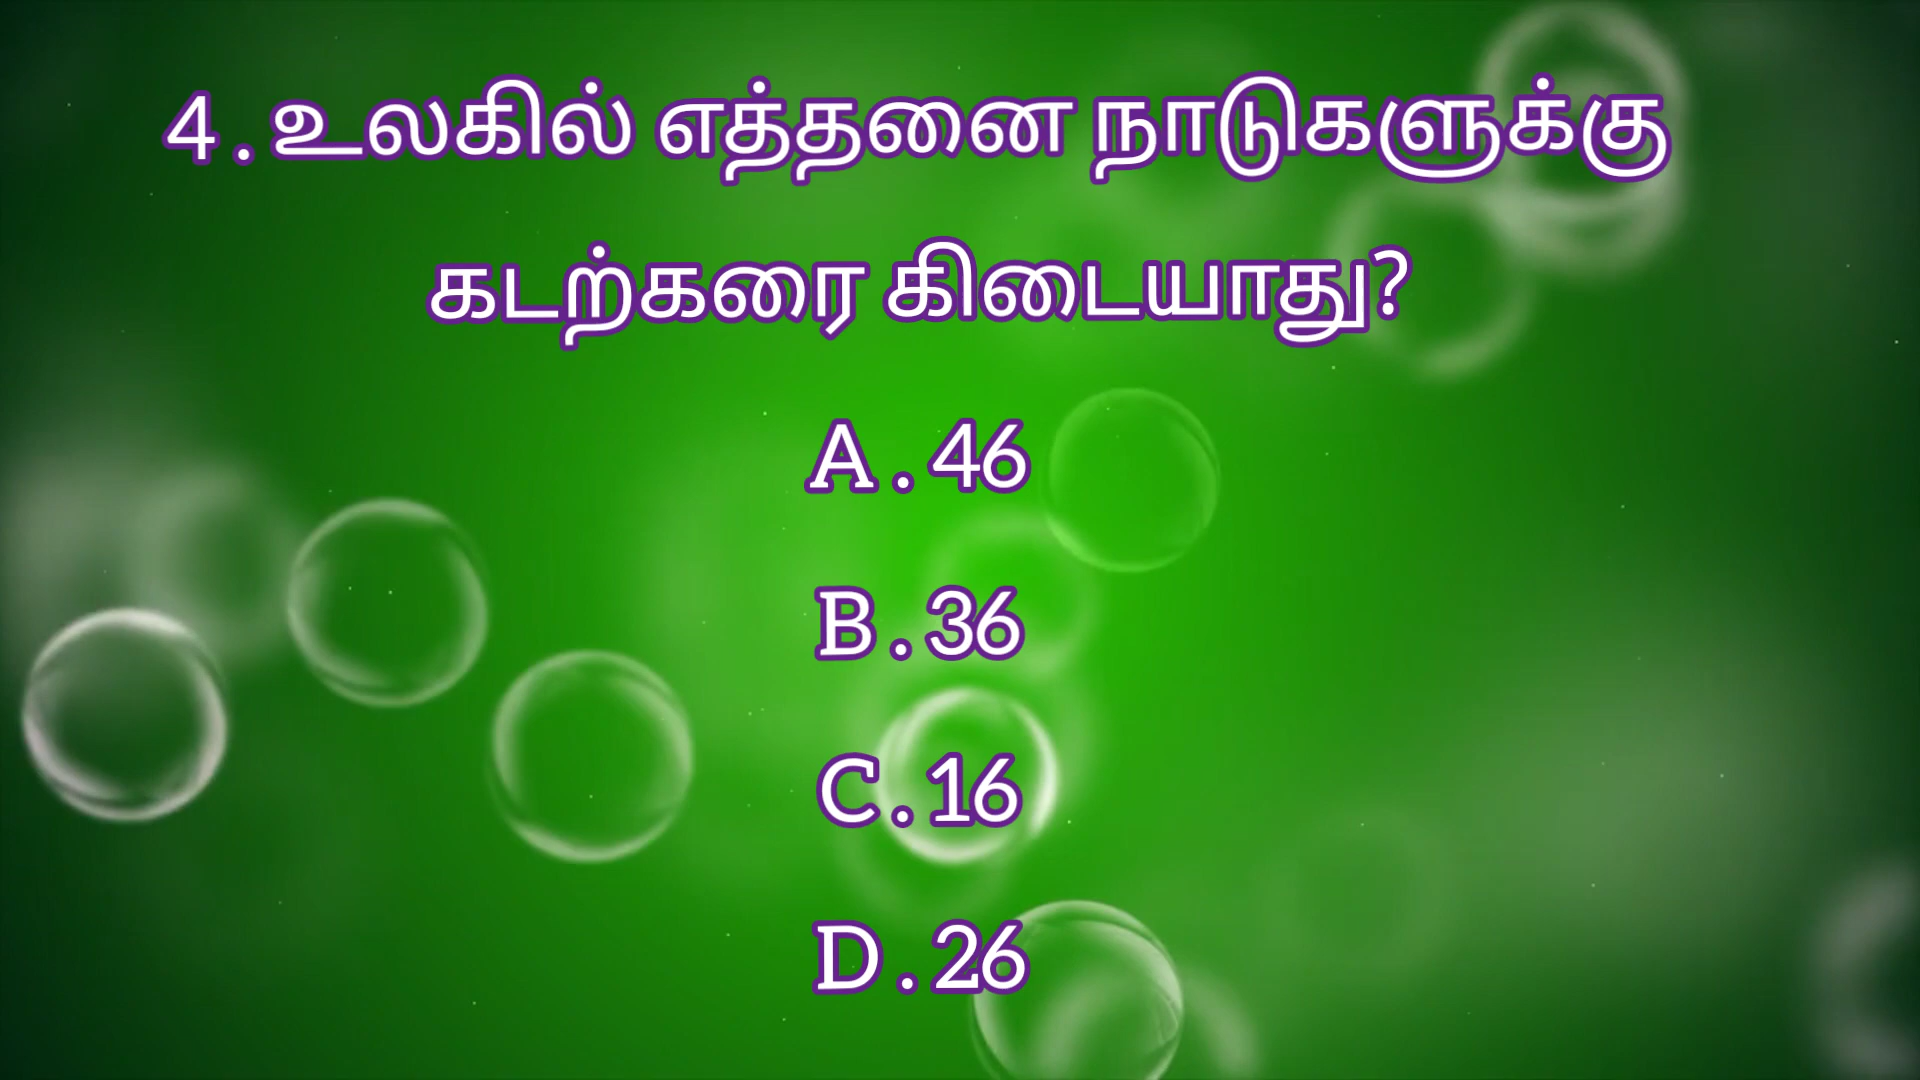 4 . உலகில் எத்தனை நாடுகளுக்கு
கடற்கரை கிடையாது?
A . 46
B . 36
C . 16
D . 26